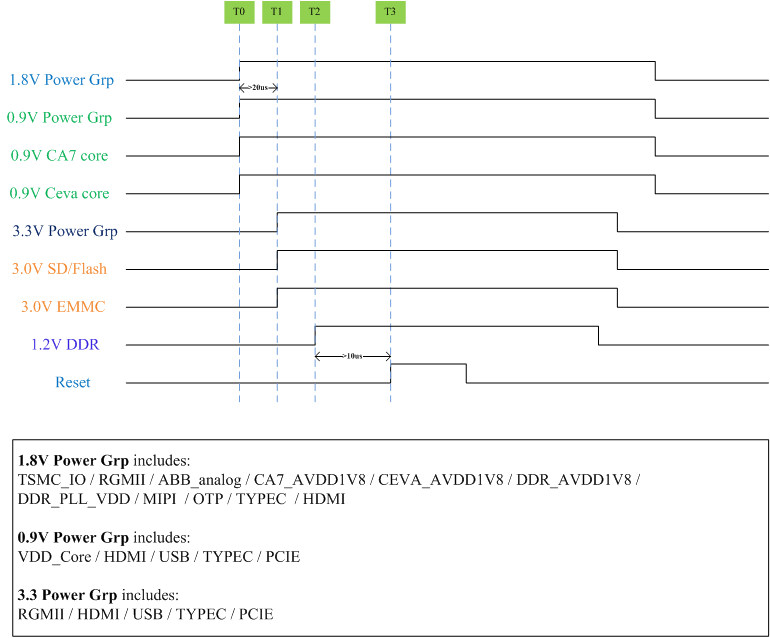 T0 T1 T2 T3
1.8V Power Grp
>20us
0.9V Power Grp
0.9V CA7 core
0.9V Ceva core
3.3V Power Grp
3.0V SD/Flash
3.0V EMMC
1.2V DDR
>10us
Reset
1.8V Power Grp includes:
TSMC_IO / RGMII / ABB_analog / CA7_AVDD1V8 / CEVA_AVDD1V8 / DDR_AVDD1V8 /
DDR_PLL_VDD / MIPI / OTP / TYPEC / HDMI
0.9V Power Grp includes:
VDD_Core / HDMI / USB / TYPEC / PCIE
3.3 Power Grp includes:
RGMII / HDMI / USB / TYPEC / PCIE